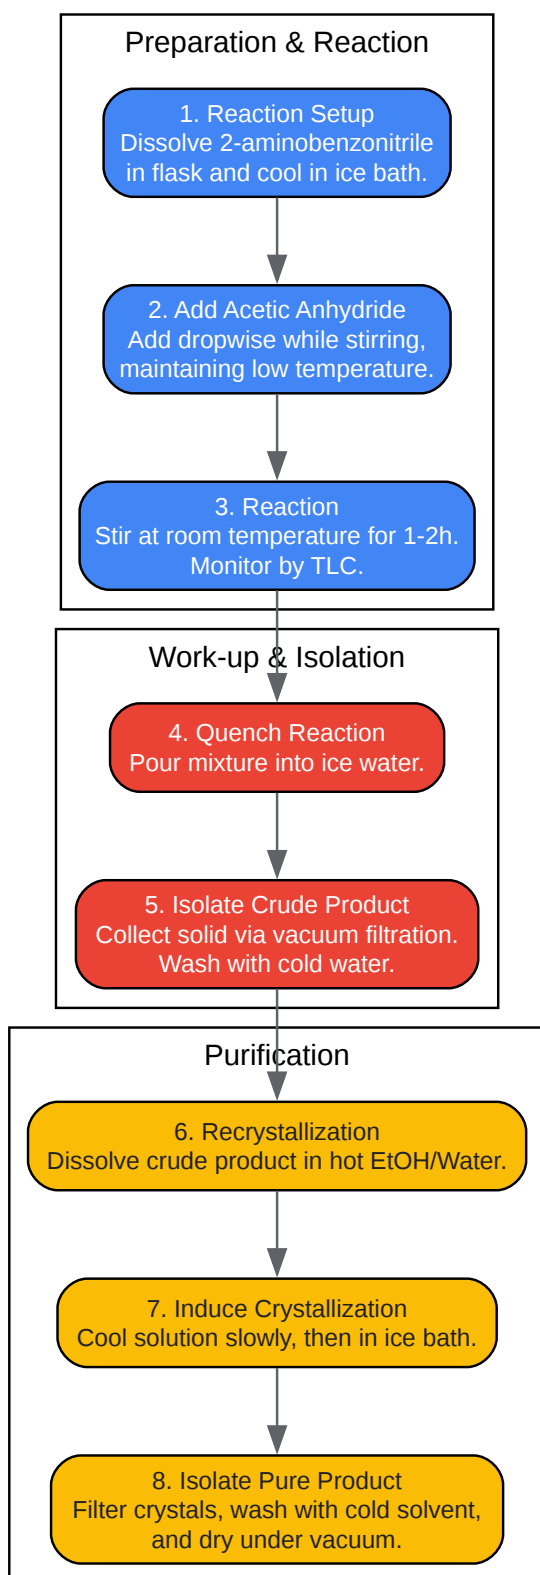 Preparation & Reaction
1. Reaction Setup
Dissolve 2-aminobenzonitrile
in flask and cool in ice bath.
2. Add Acetic Anhydride
Add dropwise while stirring,
maintaining low temperature.
3. Reaction
Stir at room temperature for 1-2h.
Monitor by TLC.
Work-up & Isolation
4. Quench Reaction
Pour mixture into ice water.
5. Isolate Crude Product
Collect solid via vacuum filtration.
Wash with cold water.
Purification
6. Recrystallization
Dissolve crude product in hot EtOH/Water.
7. Induce Crystallization
Cool solution slowly, then in ice bath.
8. Isolate Pure Product
Filter crystals, wash with cold solvent,
and dry under vacuum.